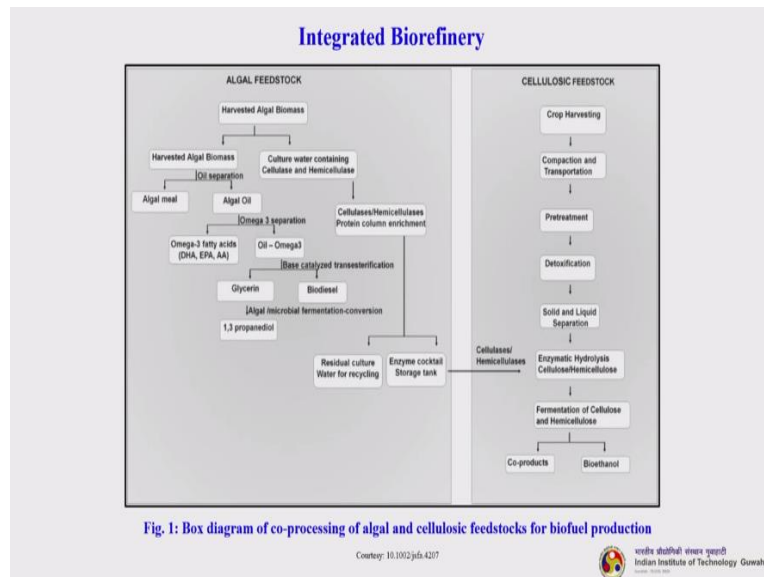 Integrated Biorefinery
ALGAL FEEDSTOCK
Harvested Algal Biomass
Harvested Algal Biomass
Culture water containing
Cellulase and Hemicellulase
Oil separation
Algal meal
Algal Oil
Cellulases/Hemicellulases
Protein column enrichment
Omega 3 separation
Omega-3 fatty acids
(DHA, EPA, AA)
Oil – Omega3
Base catalyzed transesterification
Glycerin
Biodiesel
Algal /microbial fermentation-conversion
1,3 propanediol
Residual culture
Water for recycling
Enzyme cocktail
Storage tank
Cellulases/
Hemicellulases
CELLULOSIC FEEDSTOCK
Crop Harvesting
Compaction and
Transportation
Pretreatment
Detoxification
Solid and Liquid
Separation
Enzymatic Hydrolysis
Cellulose/Hemicellulose
Fermentation of Cellulose
and Hemicellulose
Co-products
Bioethanol
Fig. 1: Box diagram of co-processing of algal and cellulosic feedstocks for biofuel production
Courtesy: 10.1002/jsfa.4207
भारतीय प्रौद्योगिकी संस्थान गुवाहाटी
Indian Institute of Technology Guwah